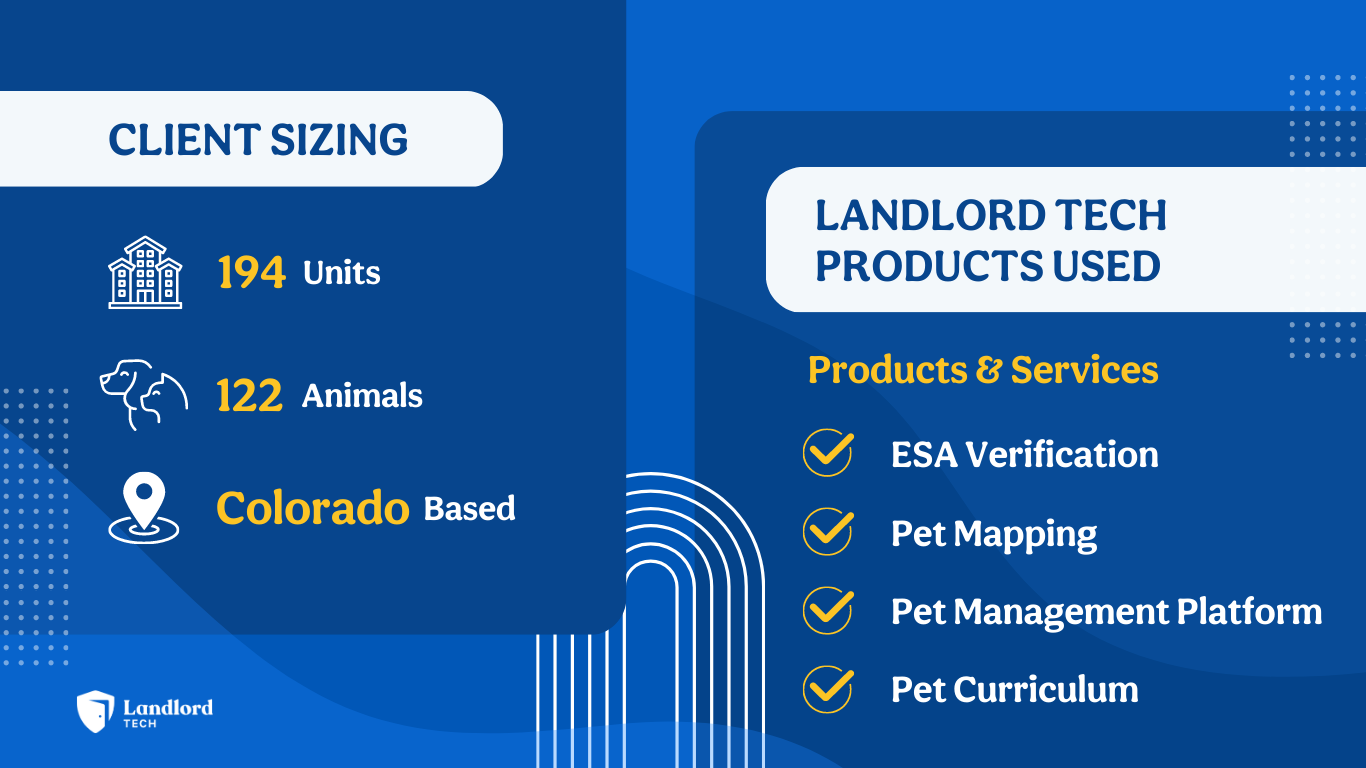 CLIENT SIZING
194 Units
122 Animals
Colorado Based
LANDLORD TECH
PRODUCTS USED
Products & Services
ESA Verification
Pet Mapping
Pet Management Platform
Pet Curriculum
Landlord
TECH